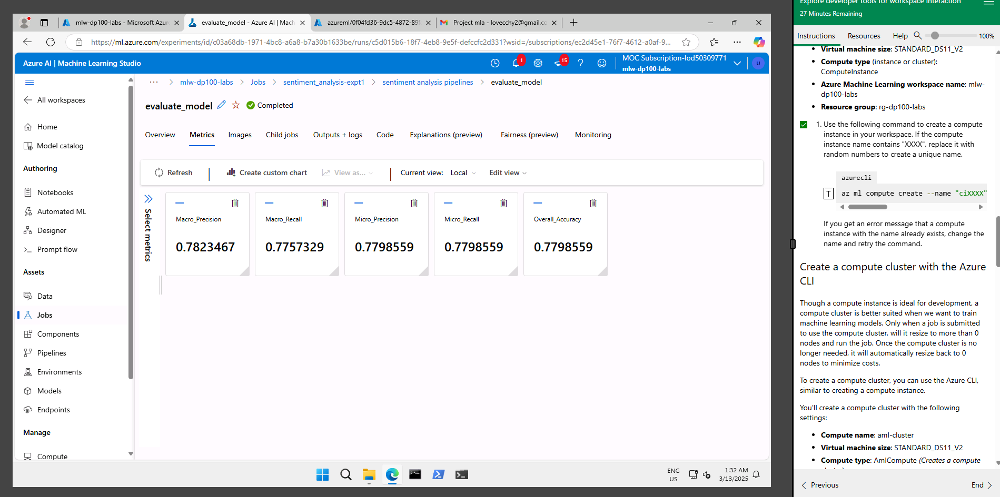 mlw-dp100-labs - Microsoft Azur
evaluate_model - Azure AI | Mach
azureml/0f04fd36-9dc5-4872-89f
Project mla - lovecchy2@gmail.co
https://ml.azure.com/experiments/id/c03a68db-1971-4bc8-a6a8-b7a30b1633be/runs/c5d015b6-18f7-4eb8-9e5f-defccfc2d331?wsid=/subscriptions/ec2d45e1-76f7-4612-a0af-9...
Azure AI | Machine Learning Studio
1
15
MOC Subscription-lod50309771
mlw-dp100-labs
U
All workspaces
Home
Model catalog
Authoring
Notebooks
Automated ML
Designer
Prompt flow
Assets
Data
Jobs
Components
Pipelines
Environments
Models
Endpoints
Manage
Compute
... > mlw-dp100-labs > Jobs > sentiment_analysis-expt1 > sentiment analysis pipelines > evaluate_model
evaluate_model
Completed
Overview
Metrics
Images
Child jobs
Outputs + logs
Code
Explanations (preview)
Fairness (preview)
Monitoring
Refresh
Create custom chart
View as...
Current view: Local
Edit view
Select metrics
Macro_Precision
0.7823467
Macro_Recall
0.7757329
Micro_Precision
0.7798559
Micro_Recall
0.7798559
Overall_Accuracy
0.7798559
ENG
US
1:32 AM
3/13/2025
Explore developer tools for workspace interaction
27 Minutes Remaining
Instructions
Resources
Help
100%
• Virtual machine size: STANDARD_DS11_V2
• Compute type (instance or cluster):
ComputeInstance
• Azure Machine Learning workspace name: mlw-
dp100-labs
• Resource group: rg-dp100-labs
1. Use the following command to create a compute
instance in your workspace. If the compute
instance name contains "XXXX", replace it with
random numbers to create a unique name.
azurecli
T
az ml compute create --name "ciXXXX"
If you get an error message that a compute
instance with the name already exists, change the
name and retry the command.
Create a compute cluster with the Azure
CLI
Though a compute instance is ideal for development, a
compute cluster is better suited when we want to train
machine learning models. Only when a job is submitted
to use the compute cluster, will it resize to more than 0
nodes and run the job. Once the compute cluster is no
longer needed, it will automatically resize back to 0
nodes to minimize costs.
To create a compute cluster, you can use the Azure CLI,
similar to creating a compute instance.
You'll create a compute cluster with the following
settings:
• Compute name: aml-cluster
• Virtual machine size: STANDARD_DS11_V2
• Compute type: AmlCompute (Creates a compute
Previous
End